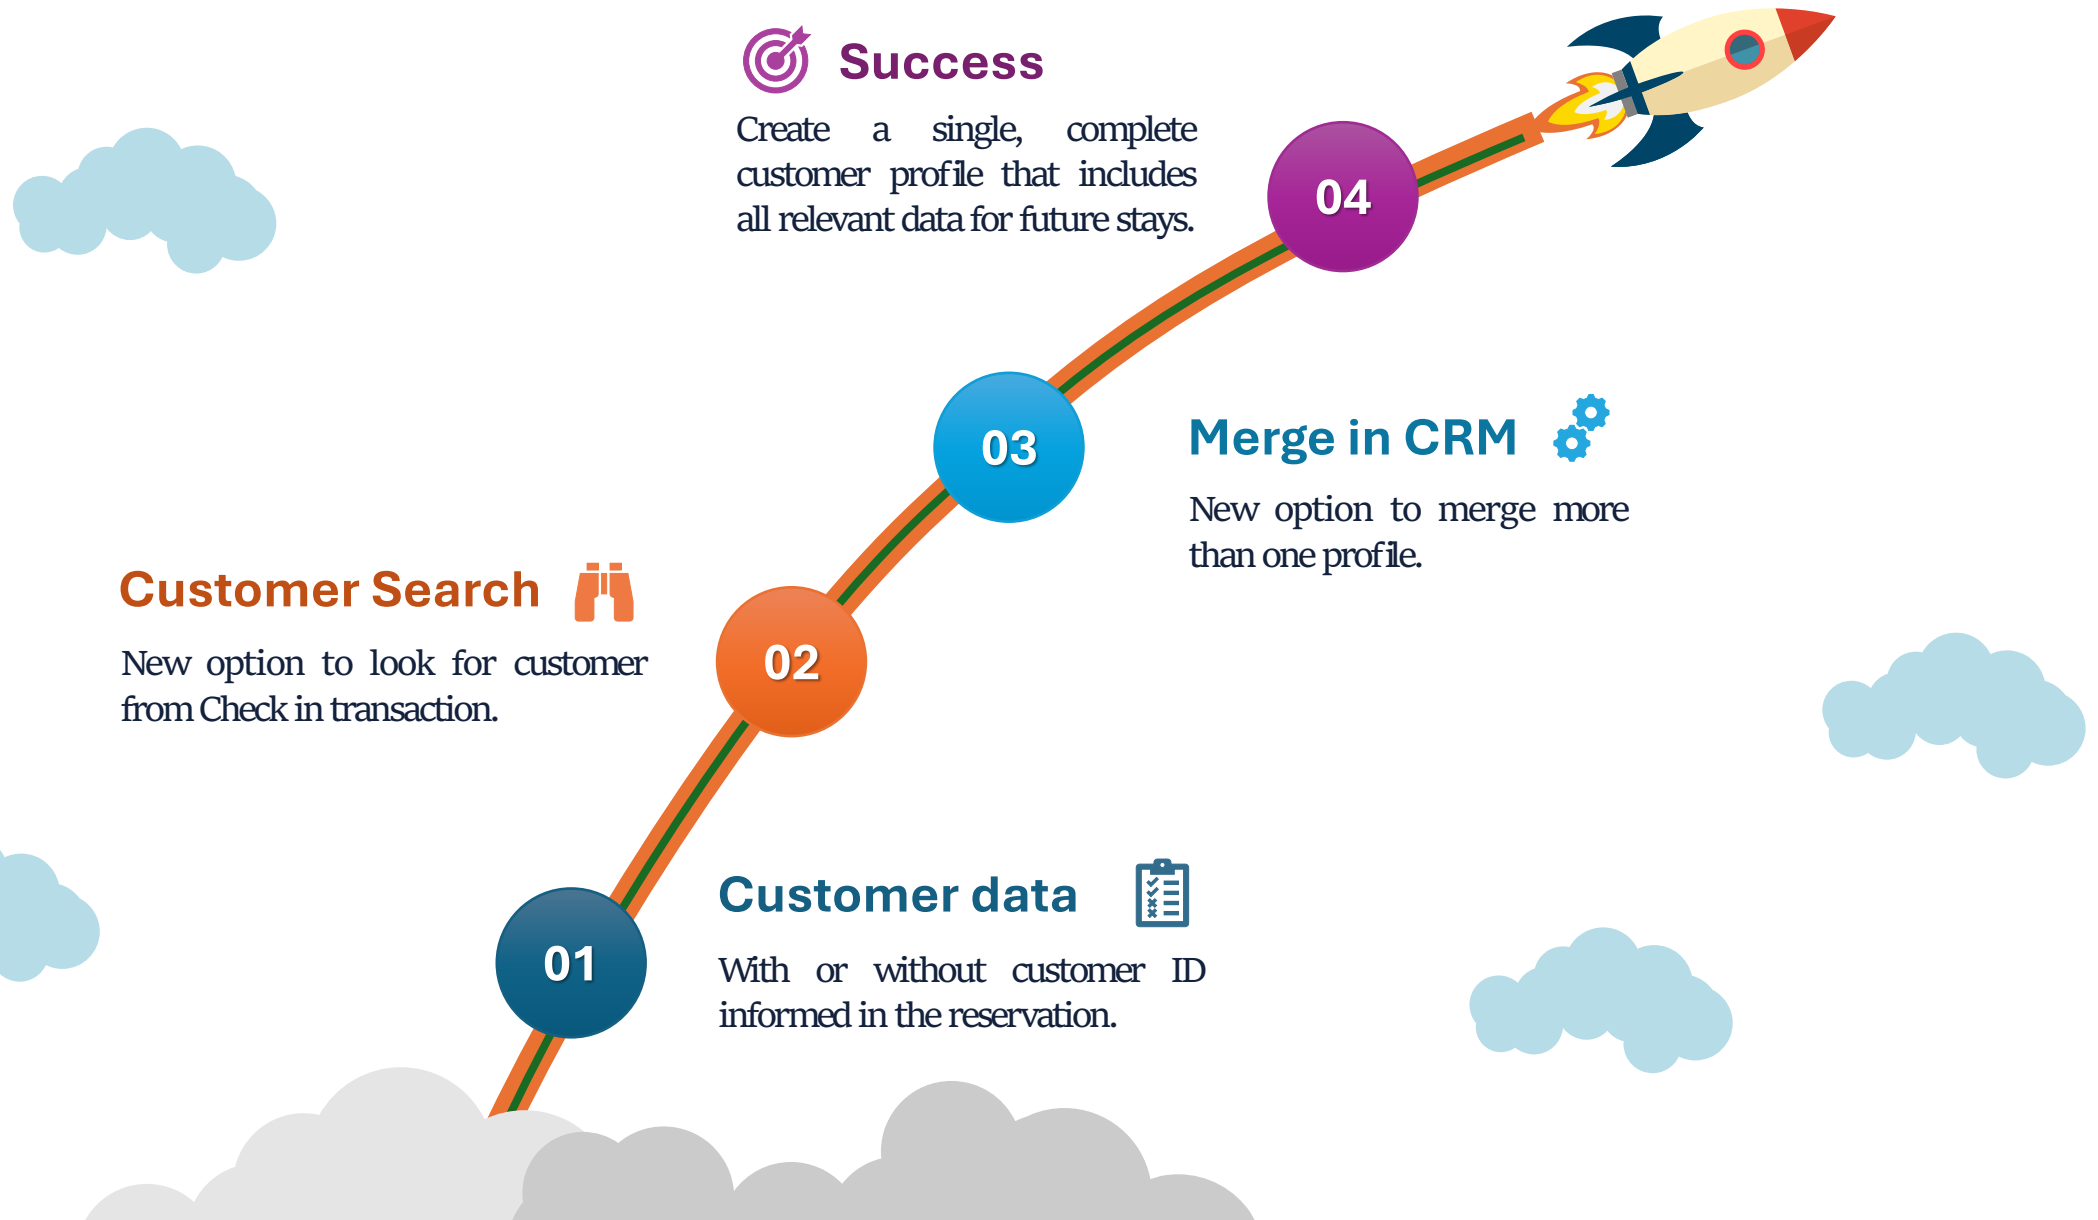 Success
Create a single, complete
customer profile that includes
all relevant data for future stays.
04
03
Merge in CRM
New option to merge more
than one profile.
Customer Search
New option to look for customer
from Check in transaction.
02
Customer data
With or without customer ID
informed in the reservation.
01